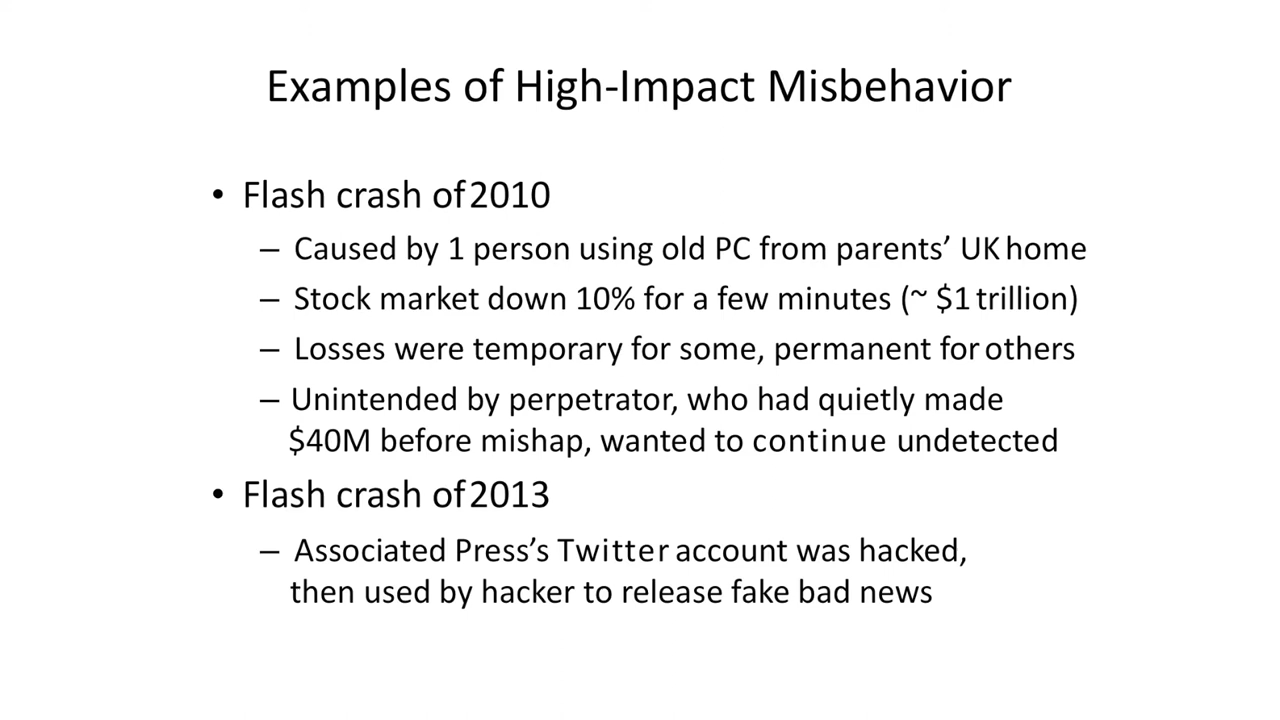 Examples of High-Impact Misbehavior
• Flash crash of 2010
– Caused by 1 person using old PC from parents’ UK home
– Stock market down 10% for a few minutes (~ $1 trillion)
– Losses were temporary for some, permanent for others
– Unintended by perpetrator, who had quietly made
$40M before mishap, wanted to continue undetected
• Flash crash of 2013
– Associated Press’s Twitter account was hacked,
then used by hacker to release fake bad news